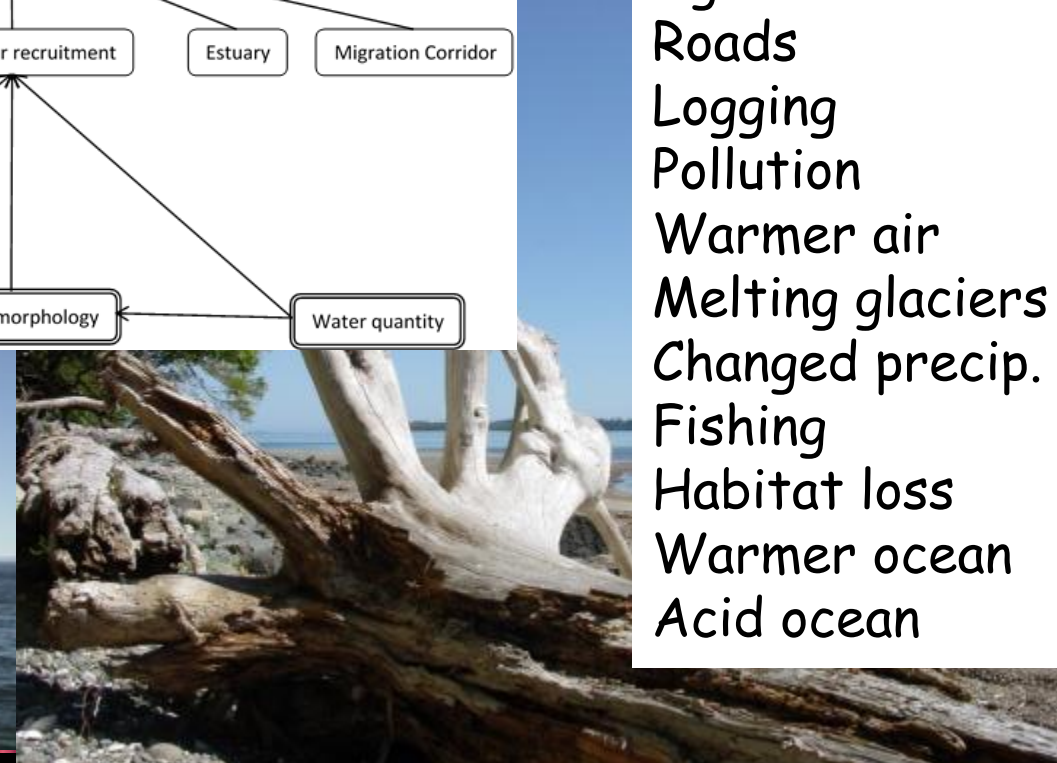 r recruitment
Estuary
Migration Corridor
morphology
Water quantity
Roads
Logging
Pollution
Warmer air
Melting glaciers
Changed precip.
Fishing
Habitat loss
Warmer ocean
Acid ocean